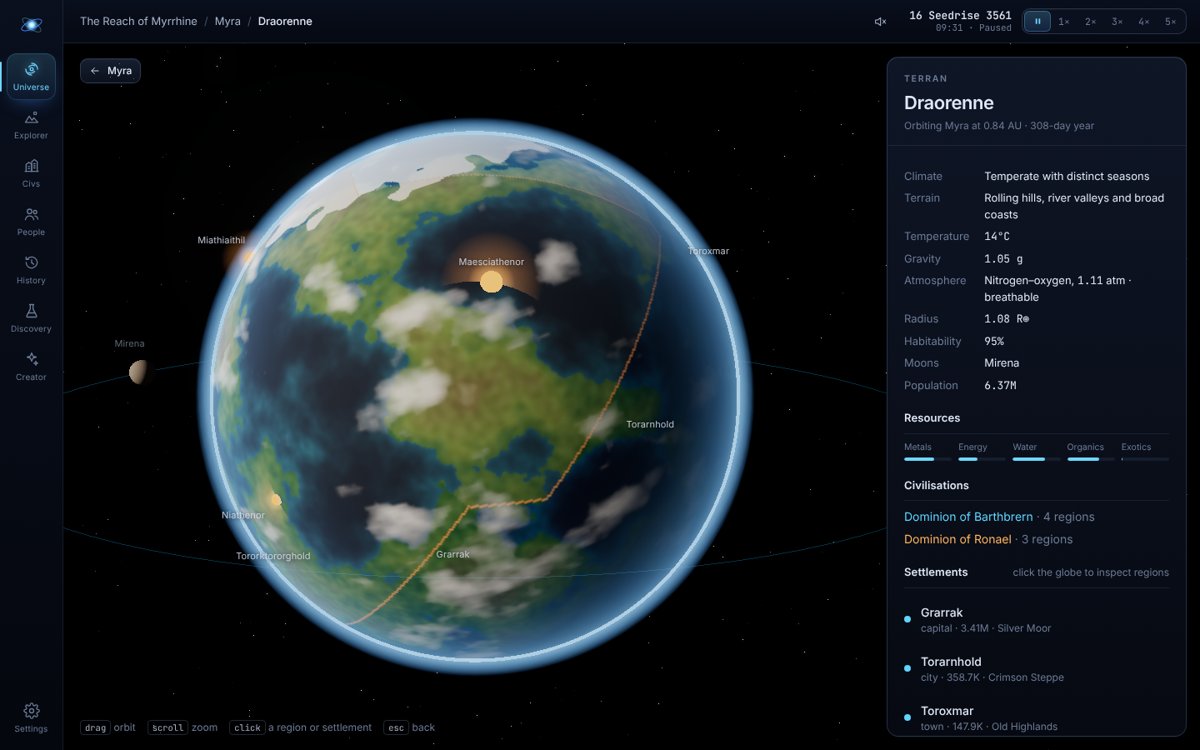 The Reach of Myrrhine / Myra / Draorenne
16 Seedrise 3561
09:31 · Paused
1× 2× 3× 4× 5×
Universe
Explorer
Civs
People
History
Discovery
Creator
Settings
← Myra
Miathiaithil
Maesciathenor
Toroxmar
Mirena
Torarnhold
Niathenor
Grarrak
drag orbit scroll zoom click a region or settlement esc back
TERRAN
Draorenne
Orbiting Myra at 0.84 AU · 308-day year
Climate Temperate with distinct seasons
Terrain Rolling hills, river valleys and broad
coasts
Temperature 14°C
Gravity 1.05 g
Atmosphere Nitrogen–oxygen, 1.11 atm ·
breathable
Radius 1.08 R⊕
Habitability 95%
Moons Mirena
Population 6.37M
Resources
Metals Energy Water Organics Exotics
Civilisations
Dominion of Barthbrern · 4 regions
Dominion of Ronael · 3 regions
Settlements click the globe to inspect regions
Grarrak
capital · 3.41M · Silver Moor
Torarnhold
city · 358.7K · Crimson Steppe
Toroxmar
town · 147.9K · Old Highlands